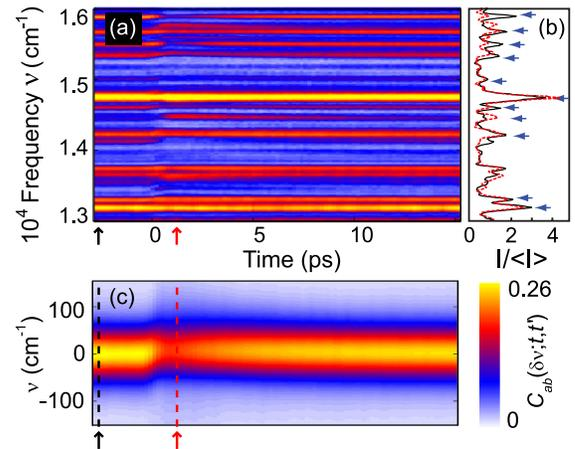 (a)
(b)
10⁴ Frequency ν (cm⁻¹)
1.6
1.5
1.4
1.3
0 5 10
Time (ps)
0 2 4
I/<I>
(c)
ν (cm⁻¹)
100
0
-100
0.26
0
C_ab(δν;t,t')